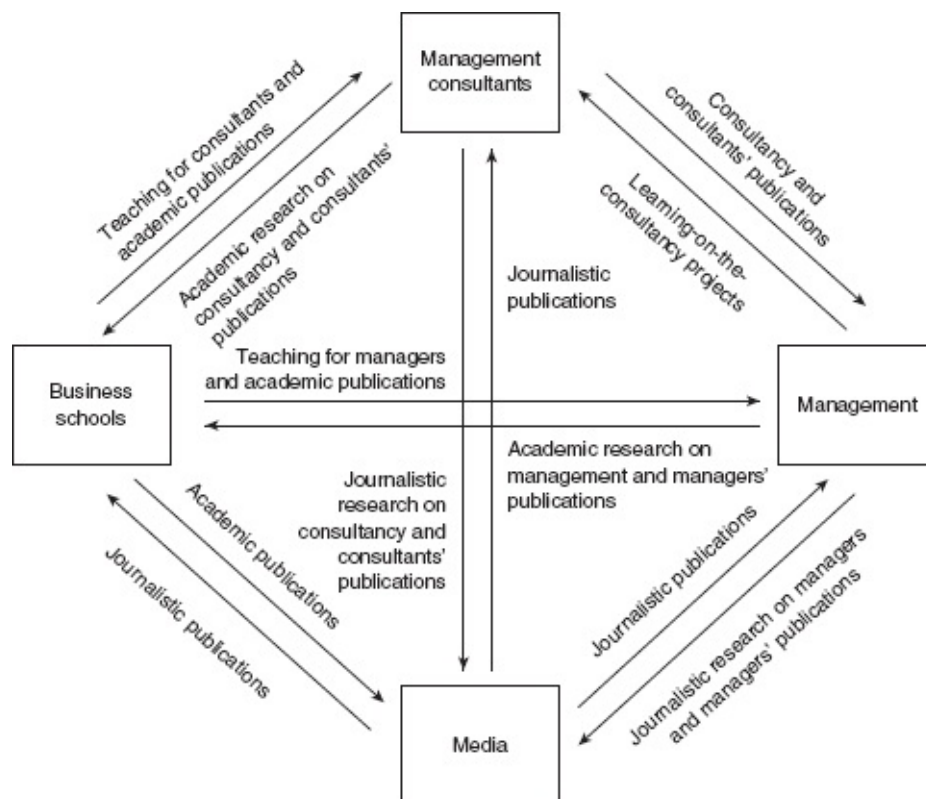 Management
consultants
Teaching for consultants and
academic publications
Academic research on
consultancy and consultants'
publications
Consultancy and
consultants' publications
Learning-on-the-
consultancy projects
Journalistic
publications
Business
schools
Teaching for managers
and academic publications
Management
Academic research on
management and managers'
publications
Journalistic
research on
consultancy and
consultants'
publications
Academic publications
Journalistic publications
Journalistic publications
Journalistic research on managers
and managers' publications
Media